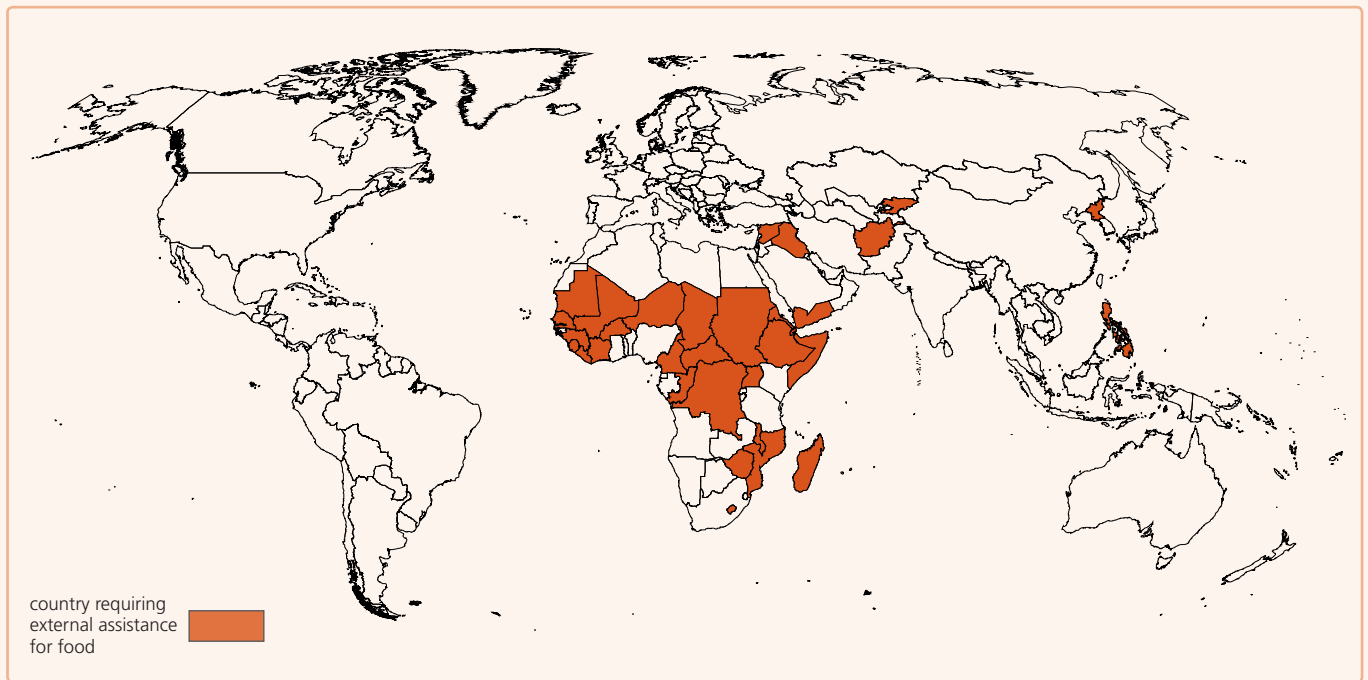 country requiring
external assistance
for food